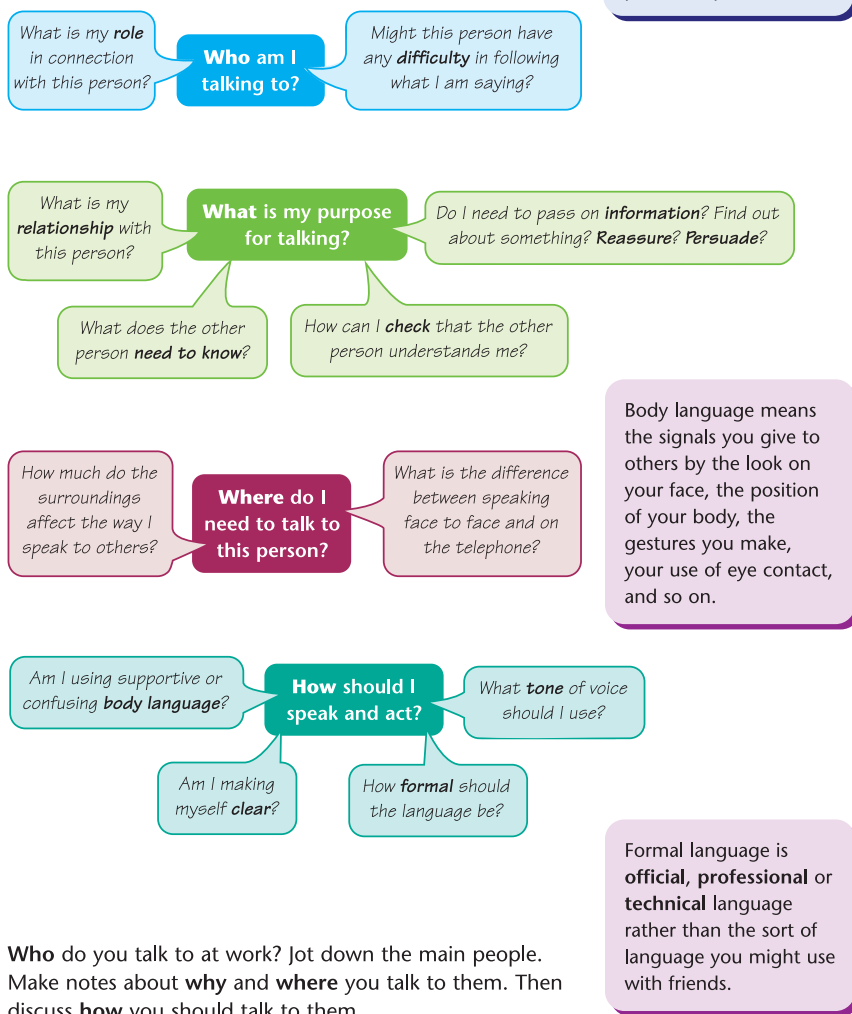 What is my role
in connection
with this person?
Who am I
talking to?
Might this person have
any difficulty in following
what I am saying?
What is my
relationship with
this person?
What is my purpose
for talking?
Do I need to pass on information? Find out
about something? Reassure? Persuade?
What does the other
person need to know?
How can I check that the other
person understands me?
How much do the
surroundings
affect the way I
speak to others?
Where do I
need to talk to
this person?
What is the difference
between speaking
face to face and on
the telephone?
Body language means
the signals you give to
others by the look on
your face, the position
of your body, the
gestures you make,
your use of eye contact,
and so on.
Am I using supportive or
confusing body language?
How should I
speak and act?
What tone of voice
should I use?
Am I making
myself clear?
How formal should
the language be?
Formal language is
official, professional or
technical language
rather than the sort of
language you might use
with friends.
Who do you talk to at work? Jot down the main people.
Make notes about why and where you talk to them. Then
discuss how you should talk to them